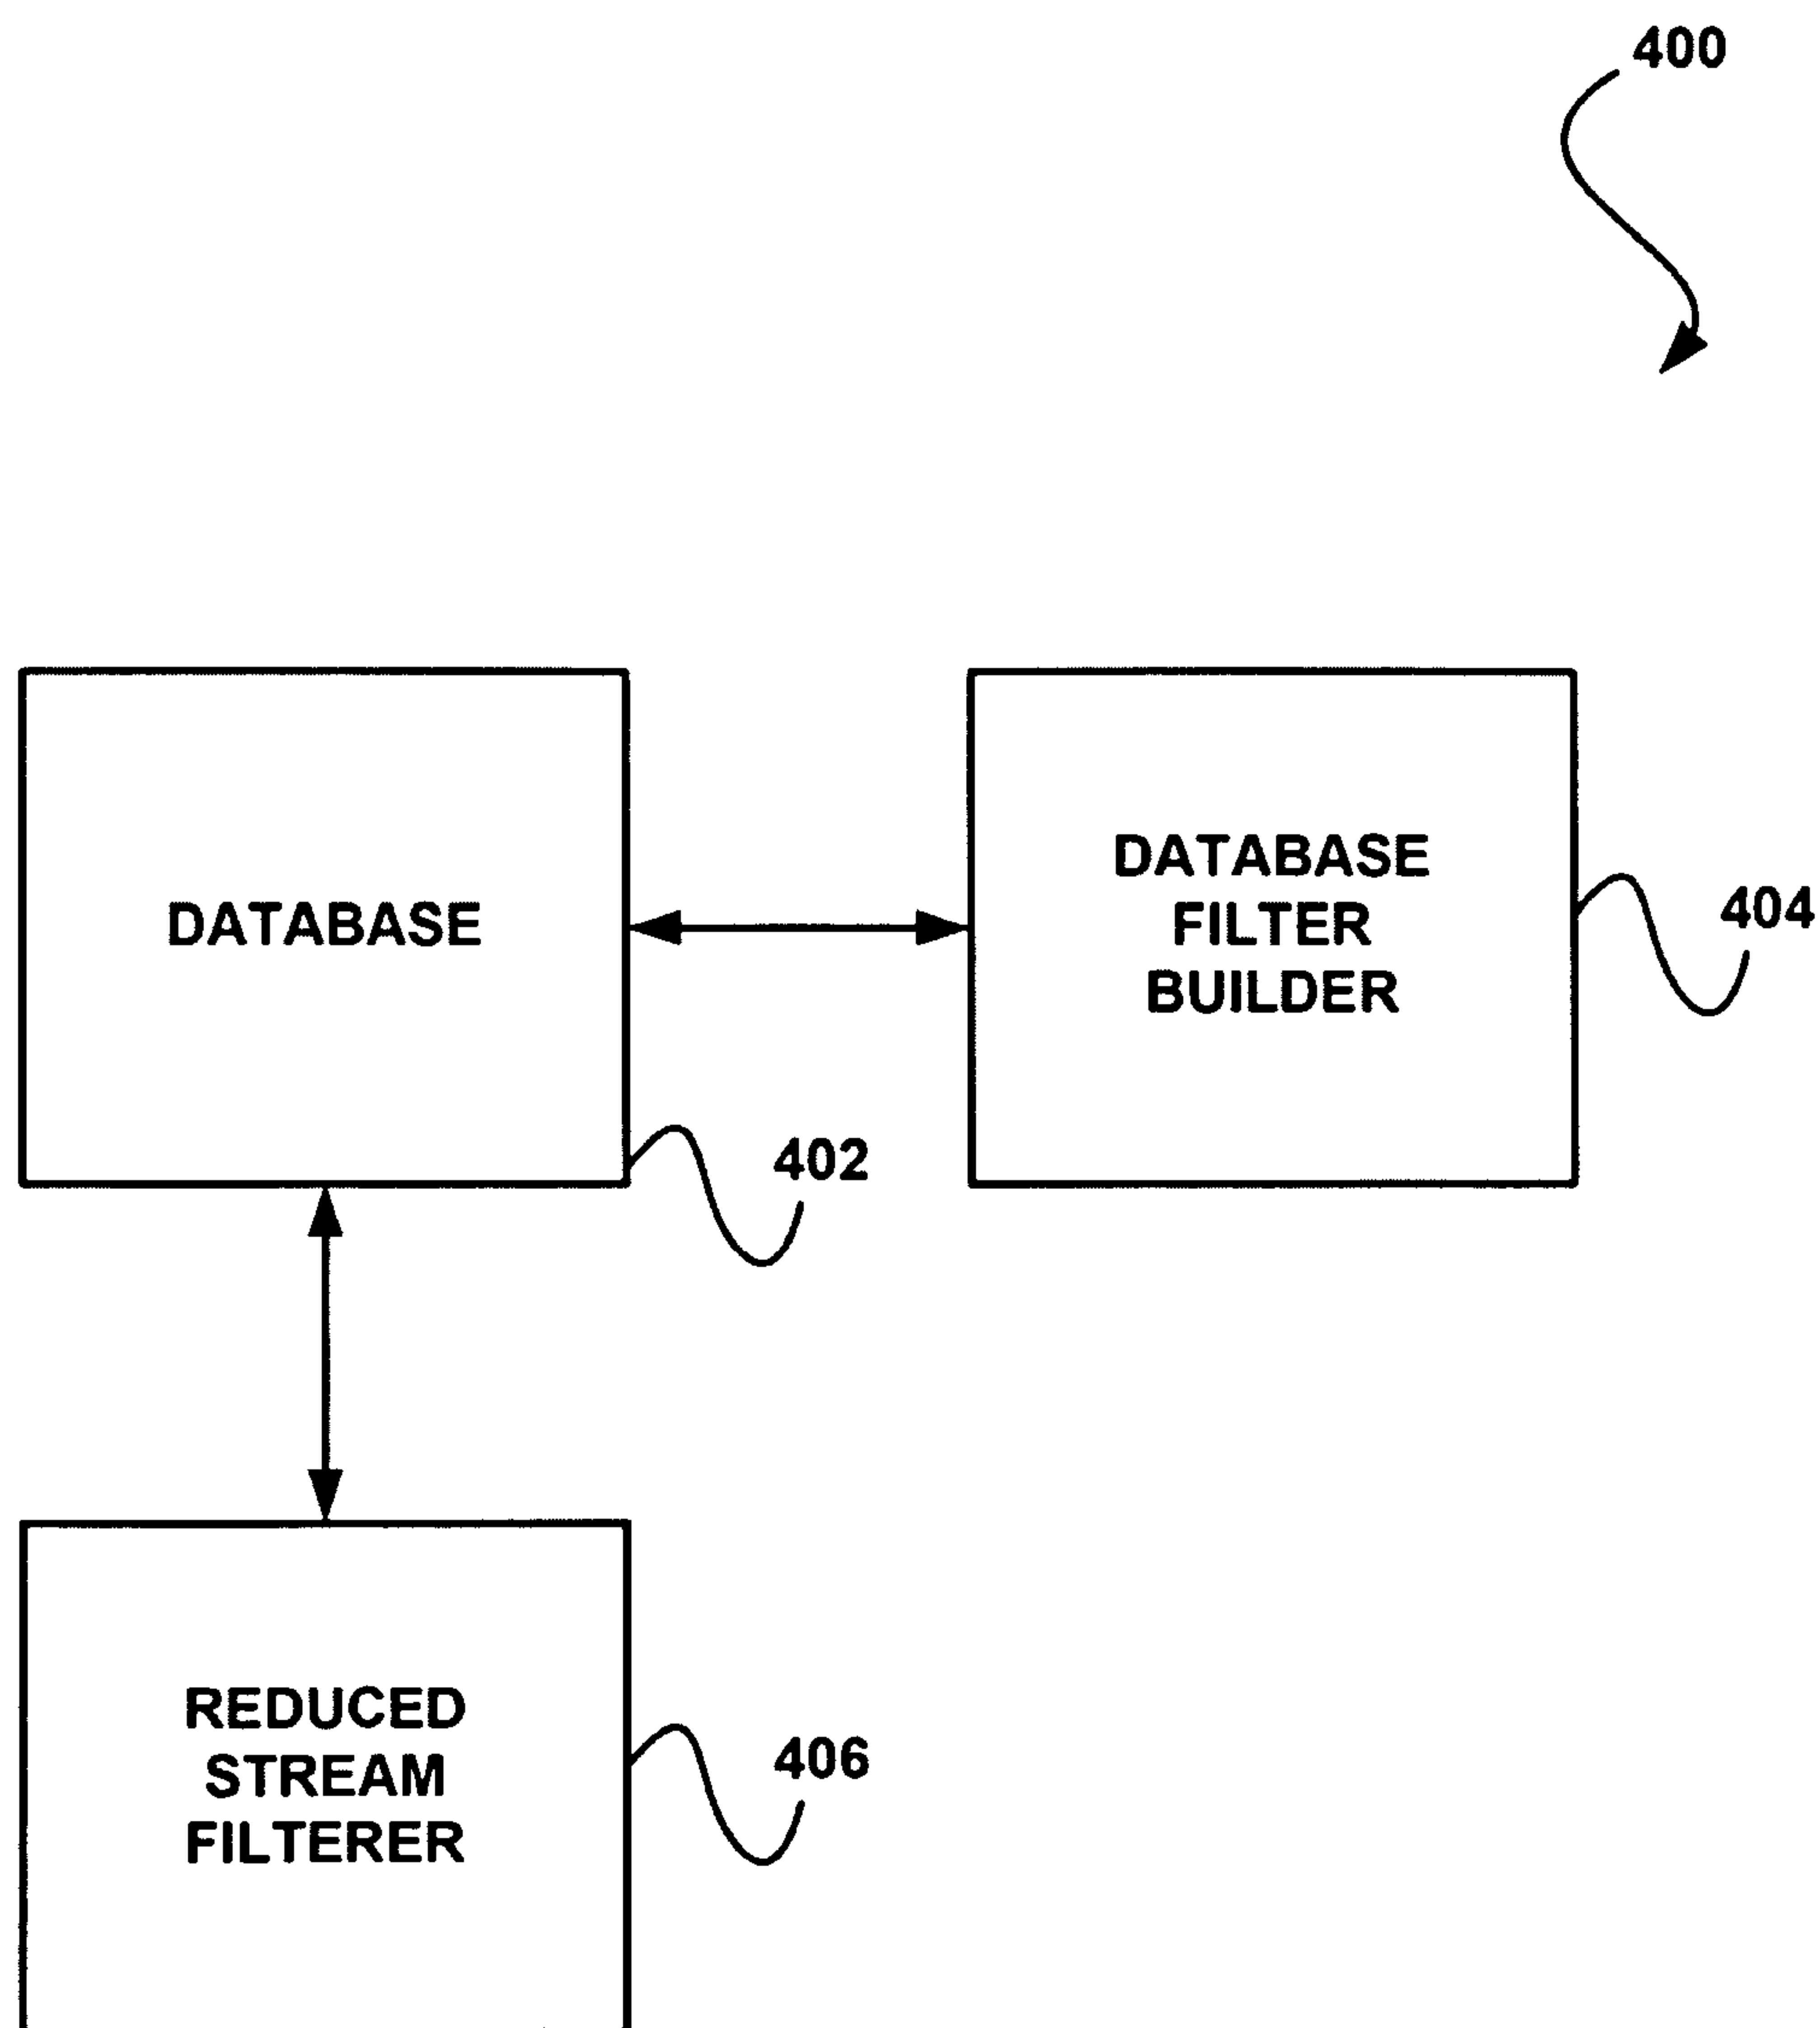 400
DATABASE
DATABASE
FILTER
BUILDER
404
402
REDUCED
STREAM
FILTERER
406